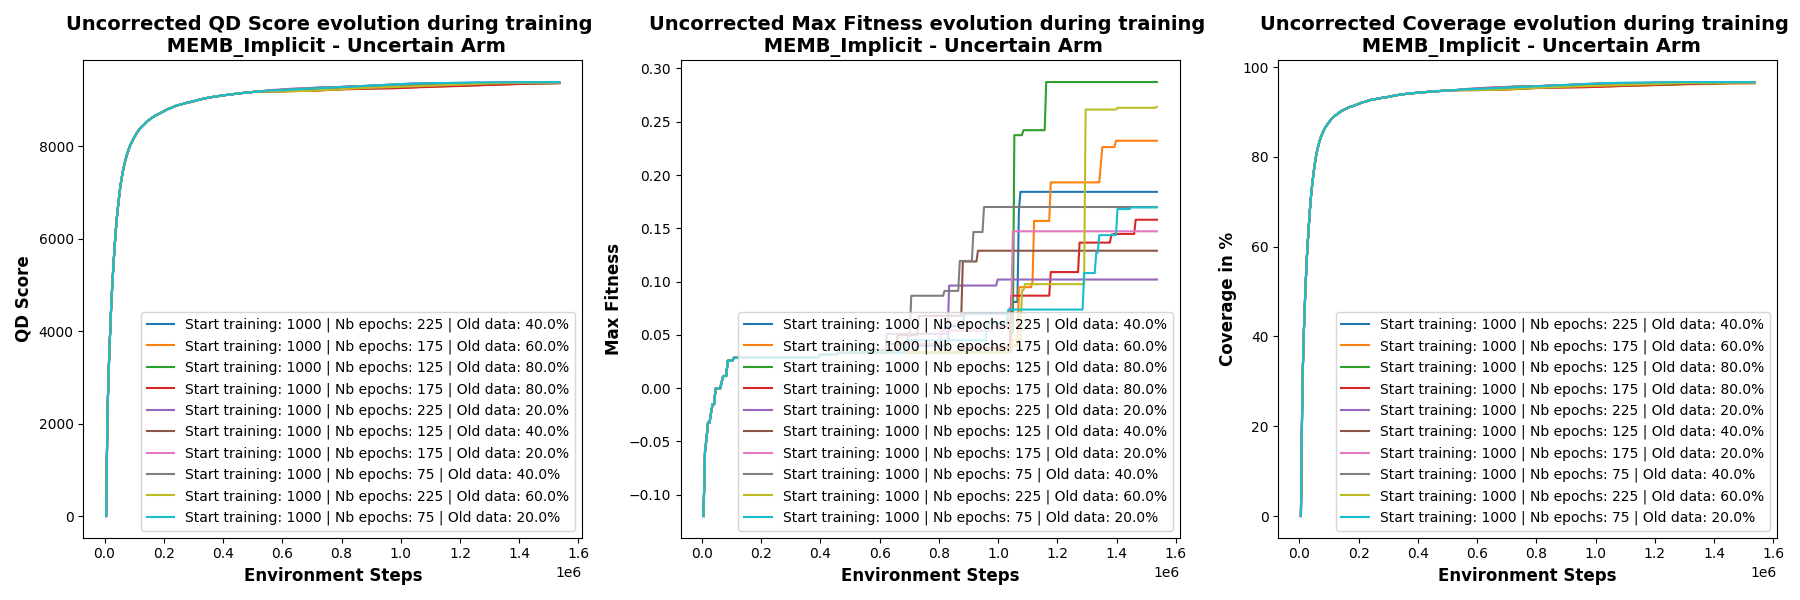 Uncorrected QD Score evolution during training
MEMB_Implicit - Uncertain Arm
QD Score
8000
6000
4000
2000
0
Start training: 1000 | Nb epochs: 225 | Old data: 40.0%
Start training: 1000 | Nb epochs: 175 | Old data: 60.0%
Start training: 1000 | Nb epochs: 125 | Old data: 80.0%
Start training: 1000 | Nb epochs: 175 | Old data: 80.0%
Start training: 1000 | Nb epochs: 225 | Old data: 20.0%
Start training: 1000 | Nb epochs: 125 | Old data: 40.0%
Start training: 1000 | Nb epochs: 175 | Old data: 20.0%
Start training: 1000 | Nb epochs: 75 | Old data: 40.0%
Start training: 1000 | Nb epochs: 225 | Old data: 60.0%
Start training: 1000 | Nb epochs: 75 | Old data: 20.0%
0.0 0.2 0.4 0.6 0.8 1.0 1.2 1.4 1.6
1e6
Environment Steps
Uncorrected Max Fitness evolution during training
MEMB_Implicit - Uncertain Arm
Max Fitness
0.30
0.25
0.20
0.15
0.10
0.05
0.00
−0.05
−0.10
Start training: 1000 | Nb epochs: 225 | Old data: 40.0%
Start training: 1000 | Nb epochs: 175 | Old data: 60.0%
Start training: 1000 | Nb epochs: 125 | Old data: 80.0%
Start training: 1000 | Nb epochs: 175 | Old data: 80.0%
Start training: 1000 | Nb epochs: 225 | Old data: 20.0%
Start training: 1000 | Nb epochs: 125 | Old data: 40.0%
Start training: 1000 | Nb epochs: 175 | Old data: 20.0%
Start training: 1000 | Nb epochs: 75 | Old data: 40.0%
Start training: 1000 | Nb epochs: 225 | Old data: 60.0%
Start training: 1000 | Nb epochs: 75 | Old data: 20.0%
0.0 0.2 0.4 0.6 0.8 1.0 1.2 1.4 1.6
1e6
Environment Steps
Uncorrected Coverage evolution during training
MEMB_Implicit - Uncertain Arm
Coverage in %
100
80
60
40
20
0
Start training: 1000 | Nb epochs: 225 | Old data: 40.0%
Start training: 1000 | Nb epochs: 175 | Old data: 60.0%
Start training: 1000 | Nb epochs: 125 | Old data: 80.0%
Start training: 1000 | Nb epochs: 175 | Old data: 80.0%
Start training: 1000 | Nb epochs: 225 | Old data: 20.0%
Start training: 1000 | Nb epochs: 125 | Old data: 40.0%
Start training: 1000 | Nb epochs: 175 | Old data: 20.0%
Start training: 1000 | Nb epochs: 75 | Old data: 40.0%
Start training: 1000 | Nb epochs: 225 | Old data: 60.0%
Start training: 1000 | Nb epochs: 75 | Old data: 20.0%
0.0 0.2 0.4 0.6 0.8 1.0 1.2 1.4 1.6
1e6
Environment Steps